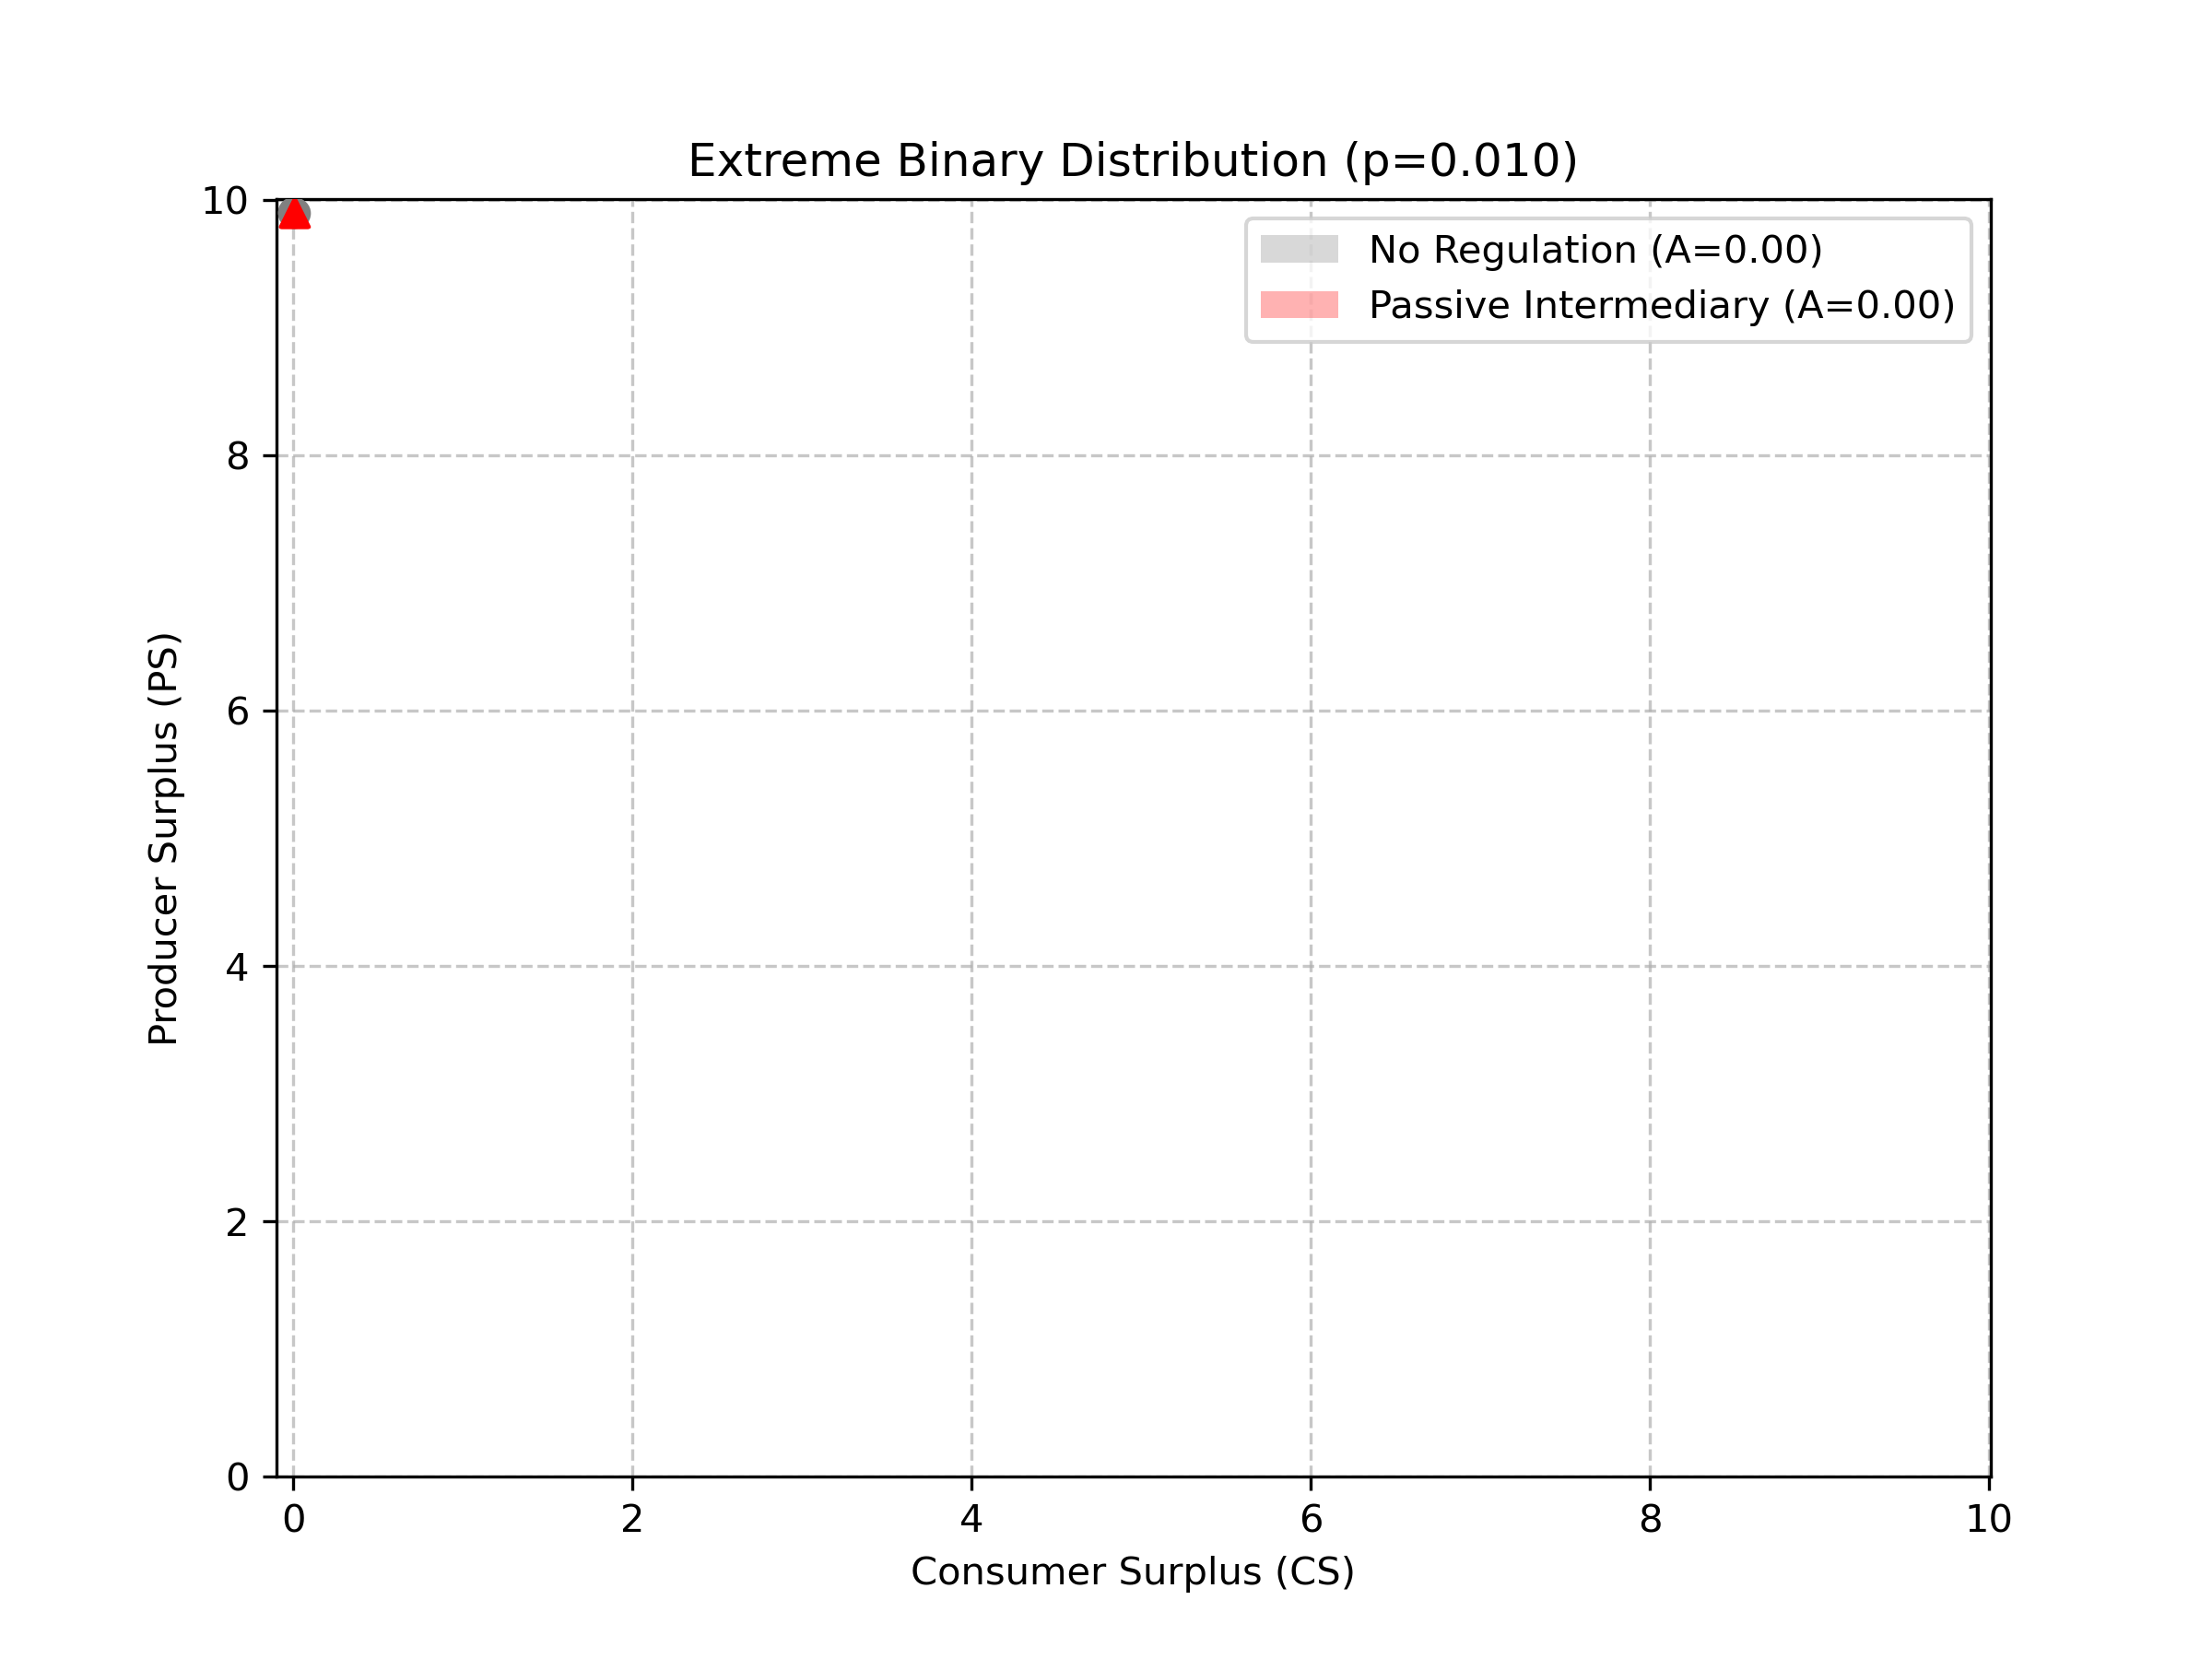 Extreme Binary Distribution (p=0.010)
No Regulation (A=0.00)
Passive Intermediary (A=0.00)
Producer Surplus (PS)
10
8
6
4
2
0
0 2 4 6 8 10
Consumer Surplus (CS)